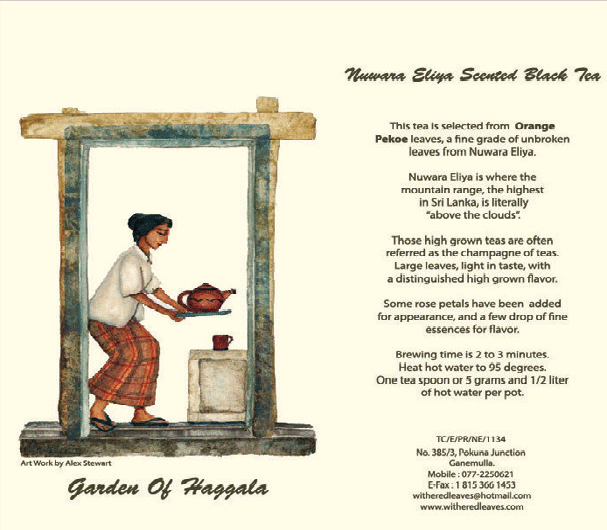 Nuwara Eliya Scented Black Tea
This tea is selected from Orange
Pekoe leaves, a fine grade of unbroken
leaves from Nuwara Eliya.
Nuwara Eliya is where the
mountain range, the highest
in Sri Lanka, is literally
"above the clouds".
Those high grown teas are often
referred as the champagne of teas.
Large leaves, light in taste, with
a distinguished high grown flavor.
Some rose petals have been added
for appearance, and a few drop of fine
essences for flavor.
Brewing time is 2 to 3 minutes.
Heat hot water to 95 degrees.
One tea spoon or 5 grams and 1/2 liter
of hot water per pot.
TC/E/PR/NE/1134
No. 385/3, Pokuna Junction
Ganemulla.
Mobile : 077-2250621
E-Fax : 1 815 366 1453
witheredleaves@hotmail.com
www.witheredleaves.com
Art Work by Alex Stewart
Garden Of Haggala